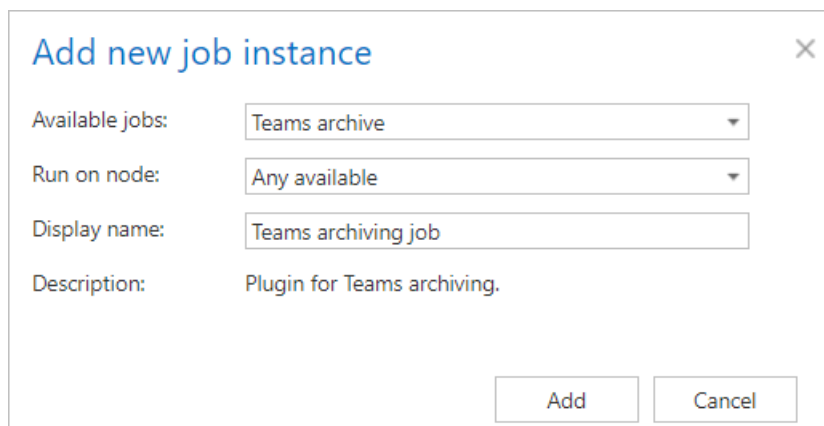 Add new job instance
Available jobs: Teams archive
Run on node: Any available
Display name: Teams archiving job
Description: Plugin for Teams archiving.
Add Cancel